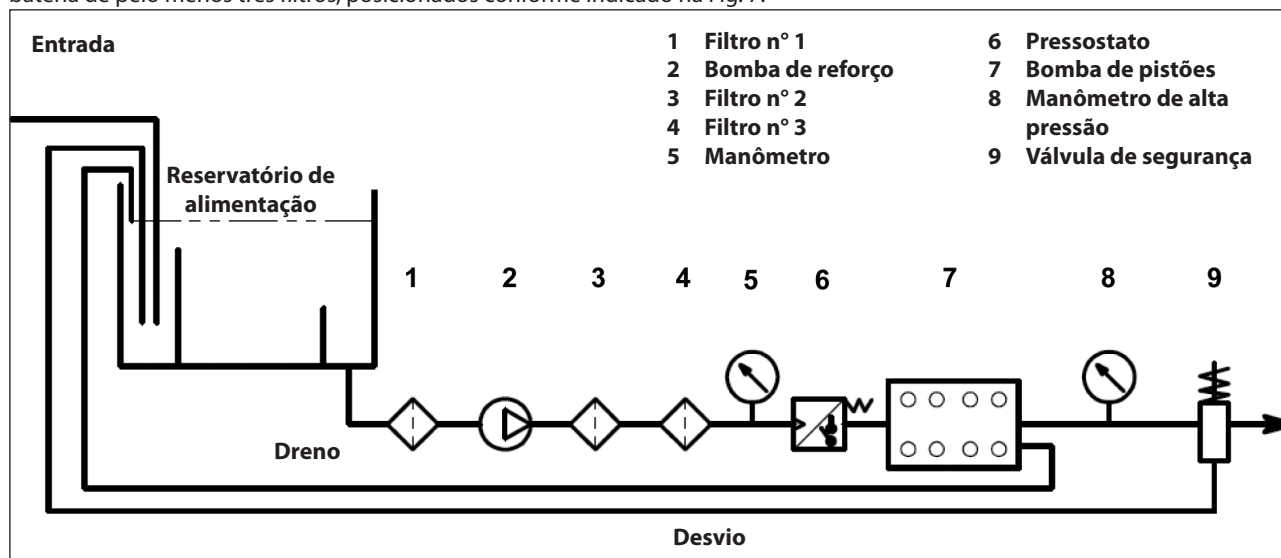 bateria de pelo menos três filtros, posicionados conforme indicado na Fig. 7.
Entrada
1 Filtro n° 1
2 Bomba de reforço
3 Filtro n° 2
4 Filtro n° 3
5 Manômetro
6 Pressostato
7 Bomba de pistões
8 Manômetro de alta
pressão
9 Válvula de segurança
Reservatório de
alimentação
1 2 3 4 5 6 7 8 9
Dreno
Desvio